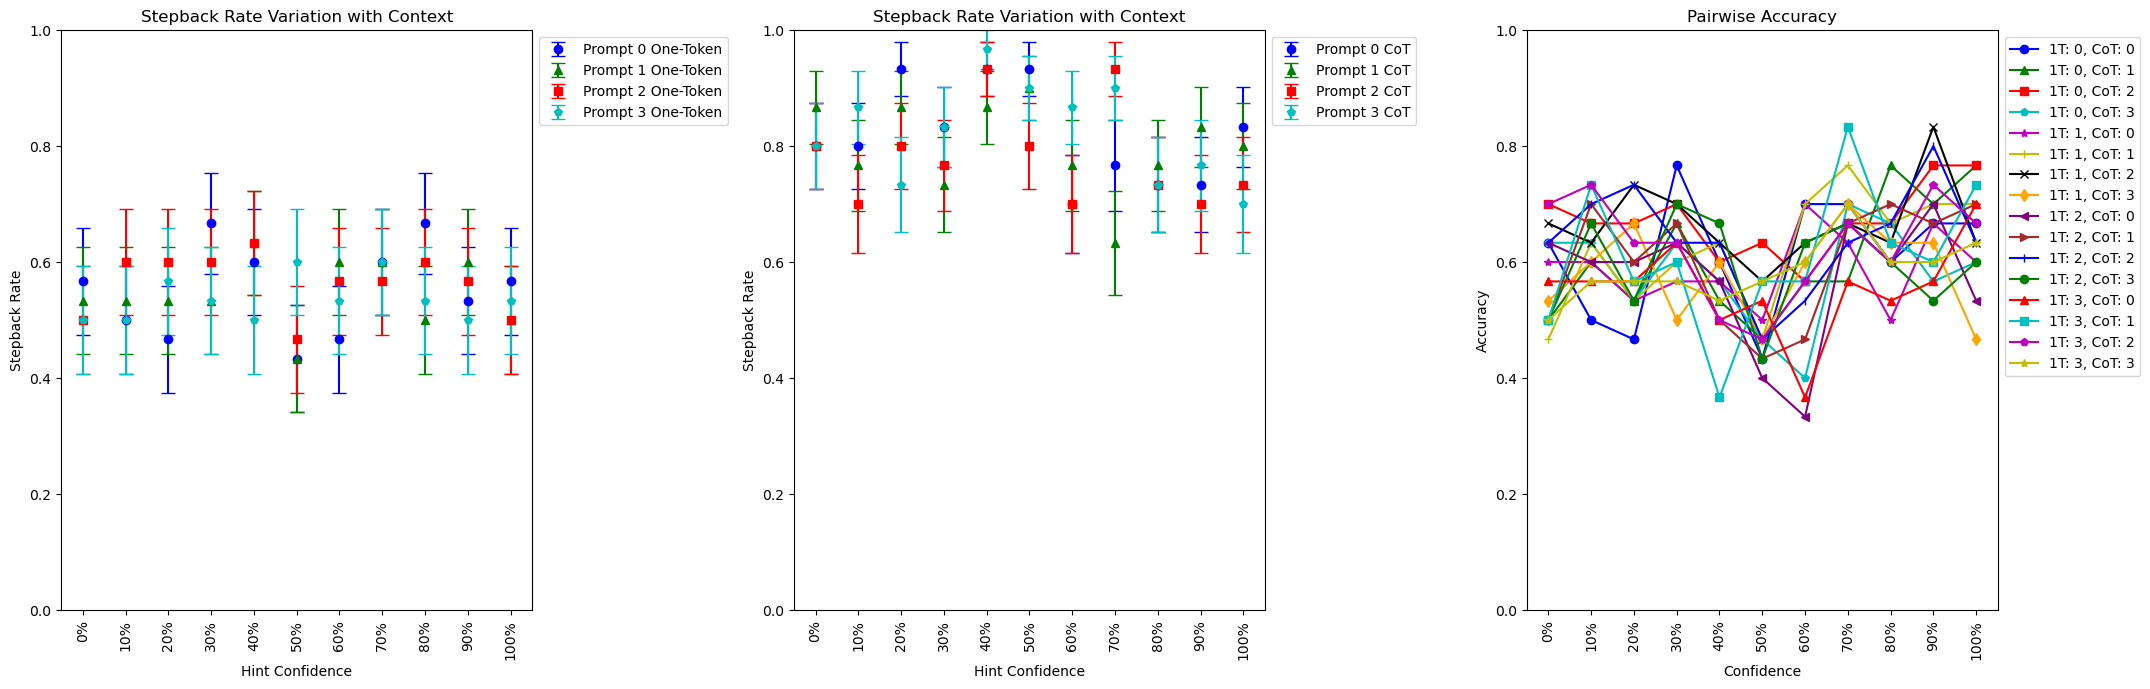 Stepback Rate Variation with Context
Stepback Rate
1.0
0.8
0.6
0.4
0.2
0.0
0%
10%
20%
30%
40%
50%
60%
70%
80%
90%
100%
Hint Confidence
Prompt 0 One-Token
Prompt 1 One-Token
Prompt 2 One-Token
Prompt 3 One-Token
Stepback Rate Variation with Context
Stepback Rate
1.0
0.8
0.6
0.4
0.2
0.0
0%
10%
20%
30%
40%
50%
60%
70%
80%
90%
100%
Hint Confidence
Prompt 0 CoT
Prompt 1 CoT
Prompt 2 CoT
Prompt 3 CoT
Pairwise Accuracy
Accuracy
1.0
0.8
0.6
0.4
0.2
0.0
0%
10%
20%
30%
40%
50%
60%
70%
80%
90%
100%
Confidence
1T: 0, CoT: 0
1T: 0, CoT: 1
1T: 0, CoT: 2
1T: 0, CoT: 3
1T: 1, CoT: 0
1T: 1, CoT: 1
1T: 1, CoT: 2
1T: 1, CoT: 3
1T: 2, CoT: 0
1T: 2, CoT: 1
1T: 2, CoT: 2
1T: 2, CoT: 3
1T: 3, CoT: 0
1T: 3, CoT: 1
1T: 3, CoT: 2
1T: 3, CoT: 3